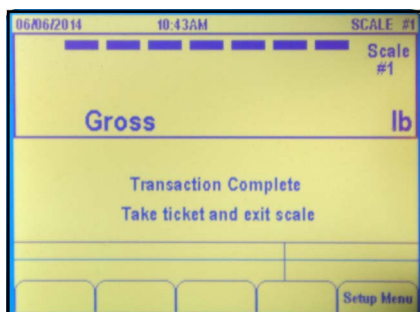 06/06/2014 10:43AM SCALE #1
Scale
#1
Gross lb
Transaction Complete
Take ticket and exit scale
Setup Menu